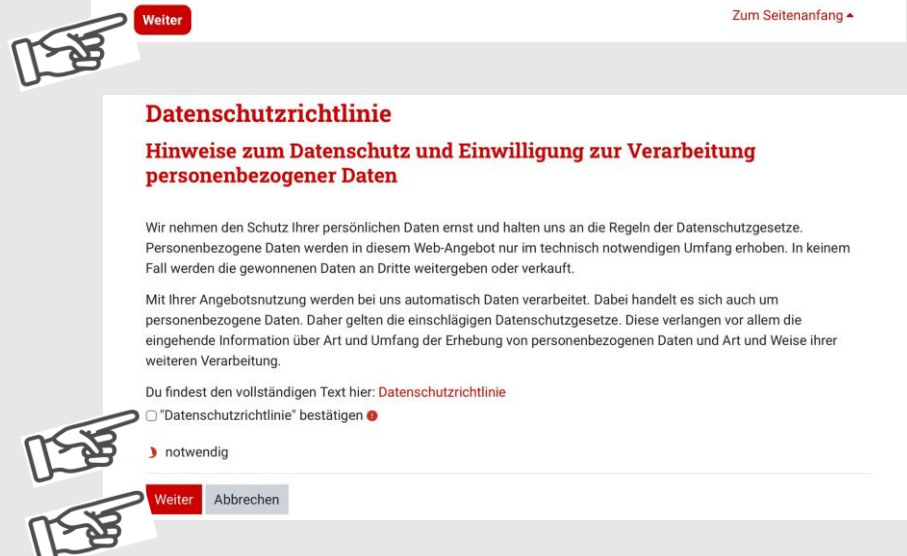 Weiter
Zum Seitenanfang
Datenschutzrichtlinie
Hinweise zum Datenschutz und Einwilligung zur Verarbeitung
personenbezogener Daten
Wir nehmen den Schutz Ihrer persönlichen Daten ernst und halten uns an die Regeln der Datenschutzgesetze.
Personenbezogene Daten werden in diesem Web-Angebot nur im technisch notwendigen Umfang erhoben. In keinem
Fall werden die gewonnenen Daten an Dritte weitergeben oder verkauft.
Mit Ihrer Angebotsnutzung werden bei uns automatisch Daten verarbeitet. Dabei handelt es sich auch um
personenbezogene Daten. Daher gelten die einschlägigen Datenschutzgesetze. Diese verlangen vor allem die
eingehende Information über Art und Umfang der Erhebung von personenbezogenen Daten und Art und Weise ihrer
weiteren Verarbeitung.
Du findest den vollständigen Text hier: Datenschutzrichtlinie
"Datenschutzrichtlinie" bestätigen
notwendig
Weiter Abbrechen